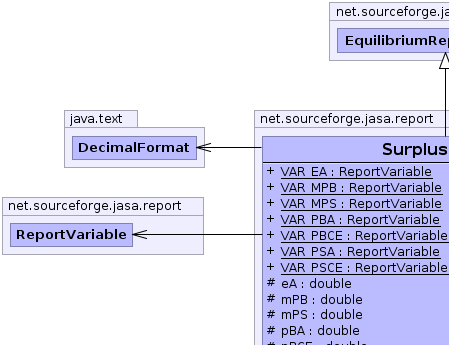 net.sourceforge.ja
EquilibriumRep
java.text
DecimalFormat
net.sourceforge.jasa.report
ReportVariable
net.sourceforge.jasa.report
Surplus
+ VAR_EA : ReportVariable
+ VAR_MPB : ReportVariable
+ VAR_MPS : ReportVariable
+ VAR_PBA : ReportVariable
+ VAR_PBCE : ReportVariable
+ VAR_PSA : ReportVariable
+ VAR_PSCE : ReportVariable
# eA : double
# mPB : double
# mPS : double
# pBA : double